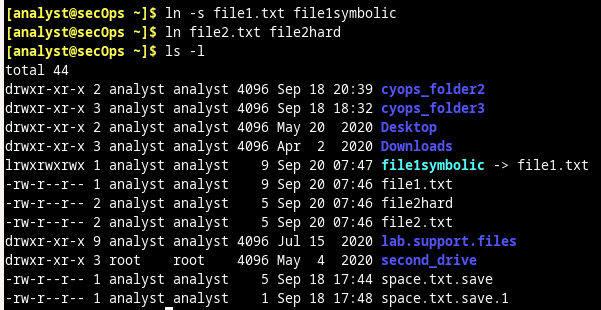 [analyst@secOps ~]$ ln -s file1.txt file1symbolic
[analyst@secOps ~]$ ln file2.txt file2hard
[analyst@secOps ~]$ ls -l
total 44
drwxr-xr-x 2 analyst analyst 4096 Sep 18 20:39 cyops_folder2
drwxr-xr-x 3 analyst analyst 4096 Sep 18 18:32 cyops_folder3
drwxr-xr-x 2 analyst analyst 4096 May 20  2020 Desktop
drwxr-xr-x 3 analyst analyst 4096 Apr  2  2020 Downloads
lrwxrwxrwx 1 analyst analyst    9 Sep 20 07:47 file1symbolic -> file1.txt
-rw-r--r-- 1 analyst analyst    9 Sep 20 07:46 file1.txt
-rw-r--r-- 2 analyst analyst    5 Sep 20 07:46 file2hard
-rw-r--r-- 2 analyst analyst    5 Sep 20 07:46 file2.txt
drwxr-xr-x 9 analyst analyst 4096 Jul 15  2020 lab.support.files
drwxr-xr-x 3 root    root    4096 May  4  2020 second_drive
-rw-r--r-- 1 analyst analyst    5 Sep 18 17:44 space.txt.save
-rw-r--r-- 1 analyst analyst    1 Sep 18 17:48 space.txt.save.1